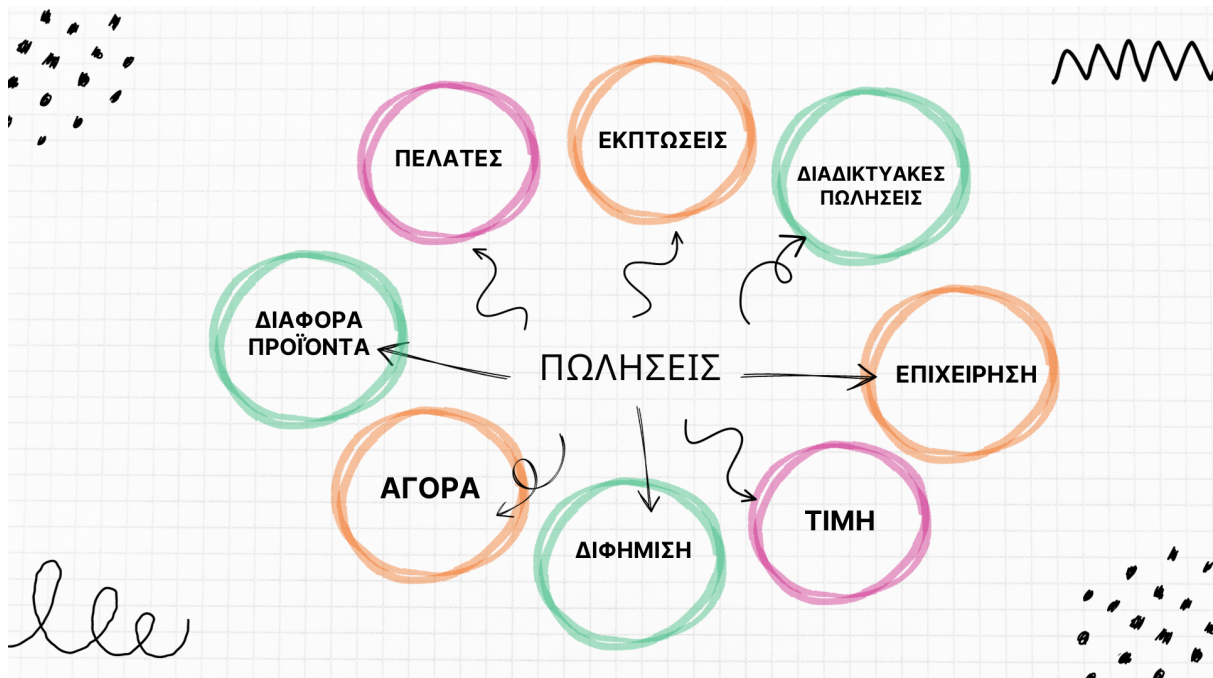 ΕΚΠΤΩΣΕΙΣ
ΠΕΛΑΤΕΣ
ΔΙΑΔΙΚΤΥΑΚΕΣ
ΠΩΛΗΣΕΙΣ
ΔΙΑΦΟΡΑ
ΠΡΟΪΟΝΤΑ
ΠΩΛΗΣΕΙΣ
ΕΠΙΧΕΙΡΗΣΗ
ΑΓΟΡΑ
ΤΙΜΗ
ΔΙΦΗΜΙΣΗ